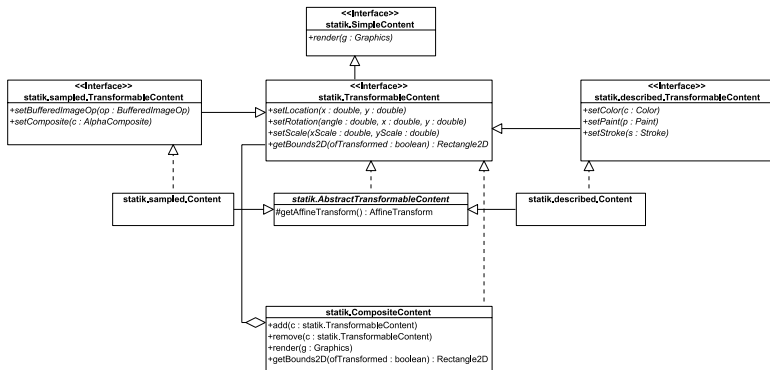 <<Interface>>
statik.SimpleContent
+render(g : Graphics)
<<Interface>>
statik.sampled.TransformableContent
+setBufferedImageOp(op : BufferedImageOp)
+setComposite(c : AlphaComposite)
<<Interface>>
statik.TransformableContent
+setLocation(x : double, y : double)
+setRotation(angle : double, x : double, y : double)
+setScale(xScale : double, yScale : double)
+getBounds2D(ofTransformed : boolean) : Rectangle2D
<<Interface>>
statik.described.TransformableContent
+setColor(c : Color)
+setPaint(p : Paint)
+setStroke(s : Stroke)
statik.sampled.Content
statik.AbstractTransformableContent
#getAffineTransform() : AffineTransform
statik.described.Content
statik.CompositeContent
+add(c : statik.TransformableContent)
+remove(c : statik.TransformableContent)
+render(g : Graphics)
+getBounds2D(ofTransformed : boolean) : Rectangle2D